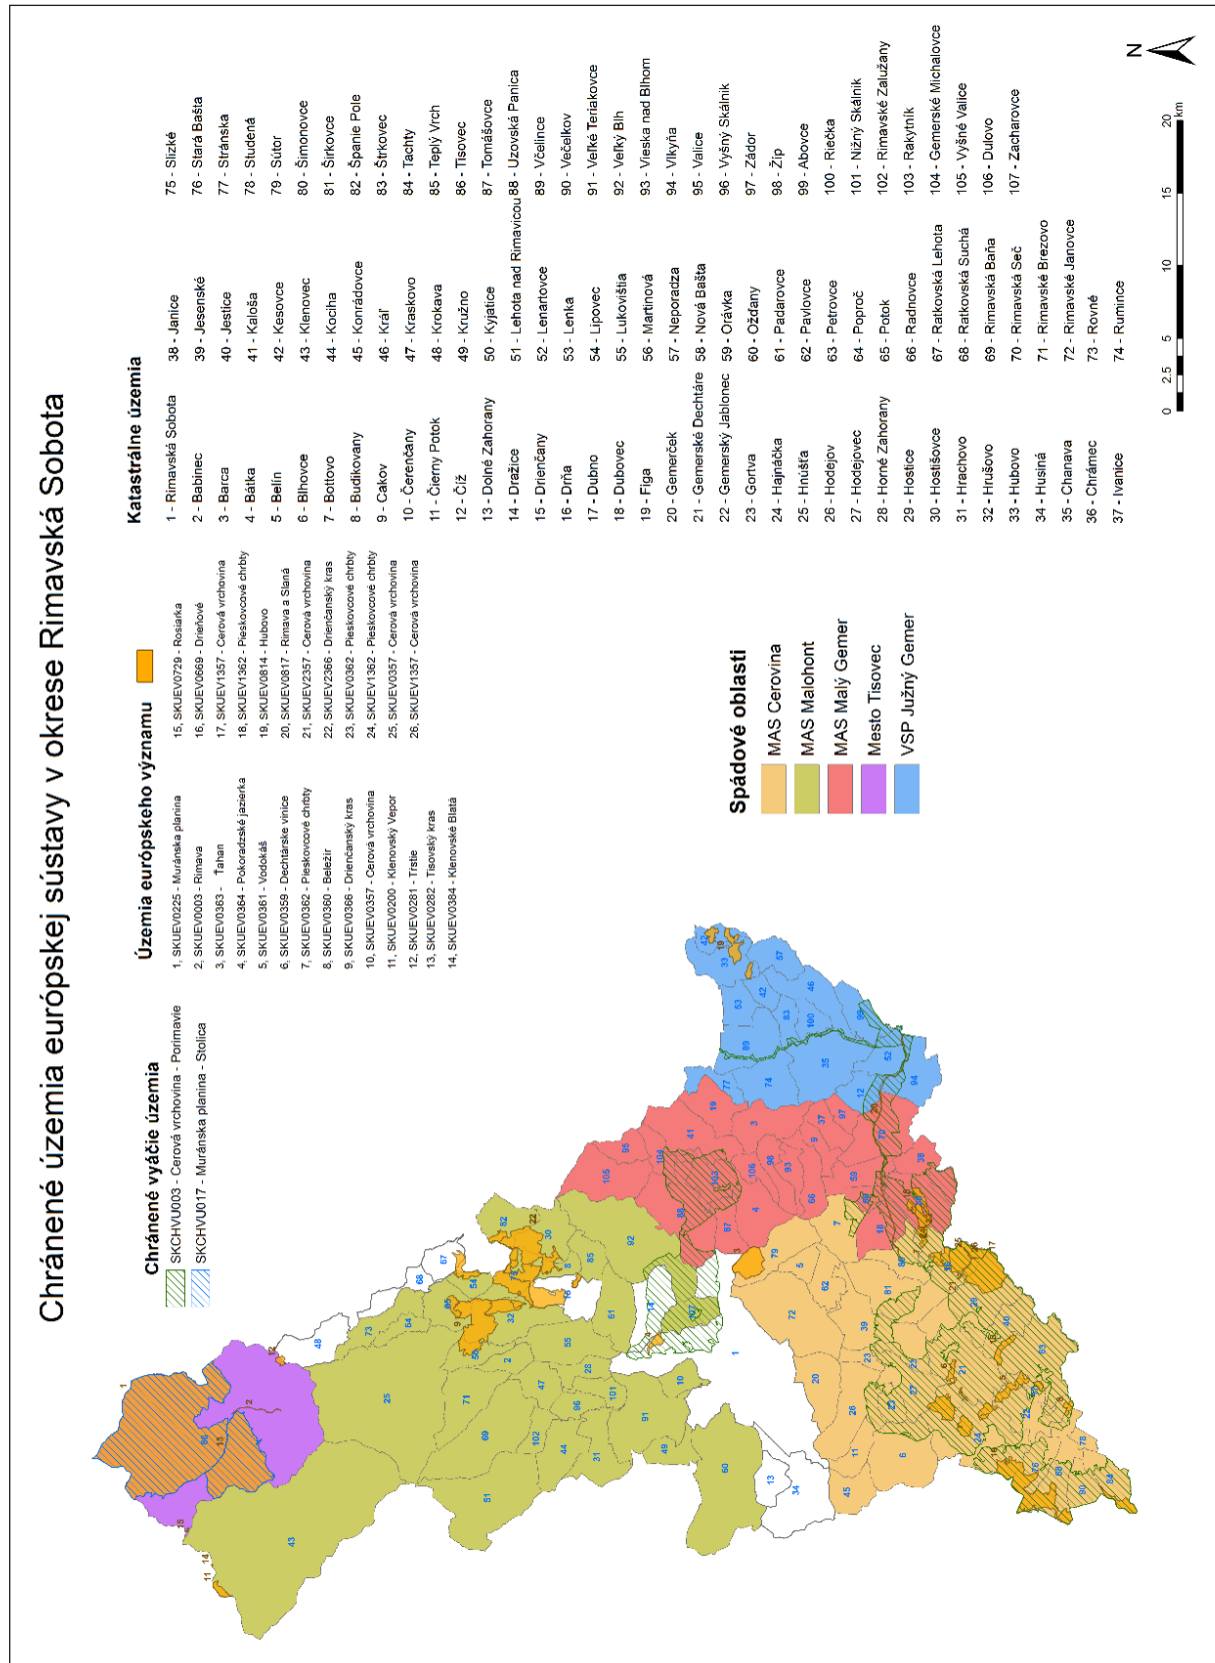 Chránené územia európskej sústavy v okrese Rimavská Sobota
Chránené vyáčie územia
SKCHVU003 - Cerová vrchovina - Porimavie
SKCHVU017 - Muránska planina - Stolica
Územia európskeho významu
1, SKUEV0225 - Muránska planina
2, SKUEV0003 - Rimava
3, SKUEV0363 - Ťahan
4, SKUEV0364 - Pokoradzské jazierka
5, SKUEV0361 - Vodokáš
6, SKUEV0359 - Dechtárske vinice
7, SKUEV0362 - Pieskovcové chrbty
8, SKUEV0360 - Beležír
9, SKUEV0366 - Drienčanský kras
10, SKUEV0357 - Cerová vrchovina
11, SKUEV0200 - Klenovský Vepor
12, SKUEV0281 - Tŕstie
13, SKUEV0282 - Tisovský kras
14, SKUEV0384 - Klenovské Blatá
15, SKUEV0729 - Rosiarka
16, SKUEV0669 - Drieňové
17, SKUEV1357 - Cerová vrchovina
18, SKUEV1362 - Pieskovcové chrbty
19, SKUEV0814 - Hubovo
20, SKUEV0817 - Rimava a Slaná
21, SKUEV2357 - Cerová vrchovina
22, SKUEV2366 - Drienčanský kras
23, SKUEV0362 - Pieskovcové chrbty
24, SKUEV1362 - Pieskovcové chrbty
25, SKUEV0357 - Cerová vrchovina
26, SKUEV1357 - Cerová vrchovina
Katastrálne územia
1 - Rimavská Sobota
2 - Babinec
3 - Barca
4 - Bátka
5 - Belín
6 - Blhovce
7 - Bottovo
8 - Budikovany
9 - Cakov
10 - Čerenčany
11 - Čierny Potok
12 - Číž
13 - Dolné Zahorany
14 - Dražice
15 - Drienčany
16 - Drňa
17 - Dubno
18 - Dubovec
19 - Figa
20 - Gemerček
21 - Gemerské Dechtáre
22 - Gemerský Jablonec
23 - Gortva
24 - Hajnáčka
25 - Hnúšťa
26 - Hodejov
27 - Hodejovec
28 - Horné Zahorany
29 - Hostice
30 - Hostišovce
31 - Hrachovo
32 - Hrušovo
33 - Hubovo
34 - Husiná
35 - Chanava
36 - Chrámec
37 - Ivanice
38 - Janice
39 - Jesenské
40 - Jestice
41 - Kaloša
42 - Kesovce
43 - Klenovec
44 - Kociha
45 - Konrádovce
46 - Kráľ
47 - Kraskovo
48 - Krokava
49 - Kružno
50 - Kyjatice
51 - Lehota nad Rimavicou
52 - Lenartovce
53 - Lenka
54 - Lipovec
55 - Lukovištia
56 - Martinová
57 - Neporadza
58 - Nová Bašta
59 - Orávka
60 - Ožďany
61 - Padarovce
62 - Pavlovce
63 - Petrovce
64 - Poproč
65 - Potok
66 - Radnovce
67 - Ratkovská Lehota
68 - Ratkovská Suchá
69 - Rimavská Baňa
70 - Rimavská Seč
71 - Rimavské Brezovo
72 - Rimavské Janovce
73 - Rovné
74 - Rumince
75 - Slizké
76 - Stará Bašta
77 - Stránska
78 - Studená
79 - Sútor
80 - Šimonovce
81 - Širkovce
82 - Španie Pole
83 - Štrkovec
84 - Tachty
85 - Teplý Vrch
86 - Tisovec
87 - Tomášovce
88 - Uzovská Panica
89 - Včelince
90 - Večelkov
91 - Veľké Teriakovce
92 - Veľký Blh
93 - Vieska nad Blhom
94 - Vlkyňa
95 - Valice
96 - Vyšný Skálnik
97 - Zádor
98 - Žíp
99 - Abovce
100 - Riečka
101 - Nižný Skálnik
102 - Rimavské Zalužany
103 - Rakytník
104 - Gemerské Michalovce
105 - Vyšné Valice
106 - Dulovo
107 - Zacharovce
Spádové oblasti
MAS Cerovina
MAS Malohont
MAS Malý Gemer
Mesto Tisovec
VSP Južný Gemer
0 2.5 5 10 15 20
km
N